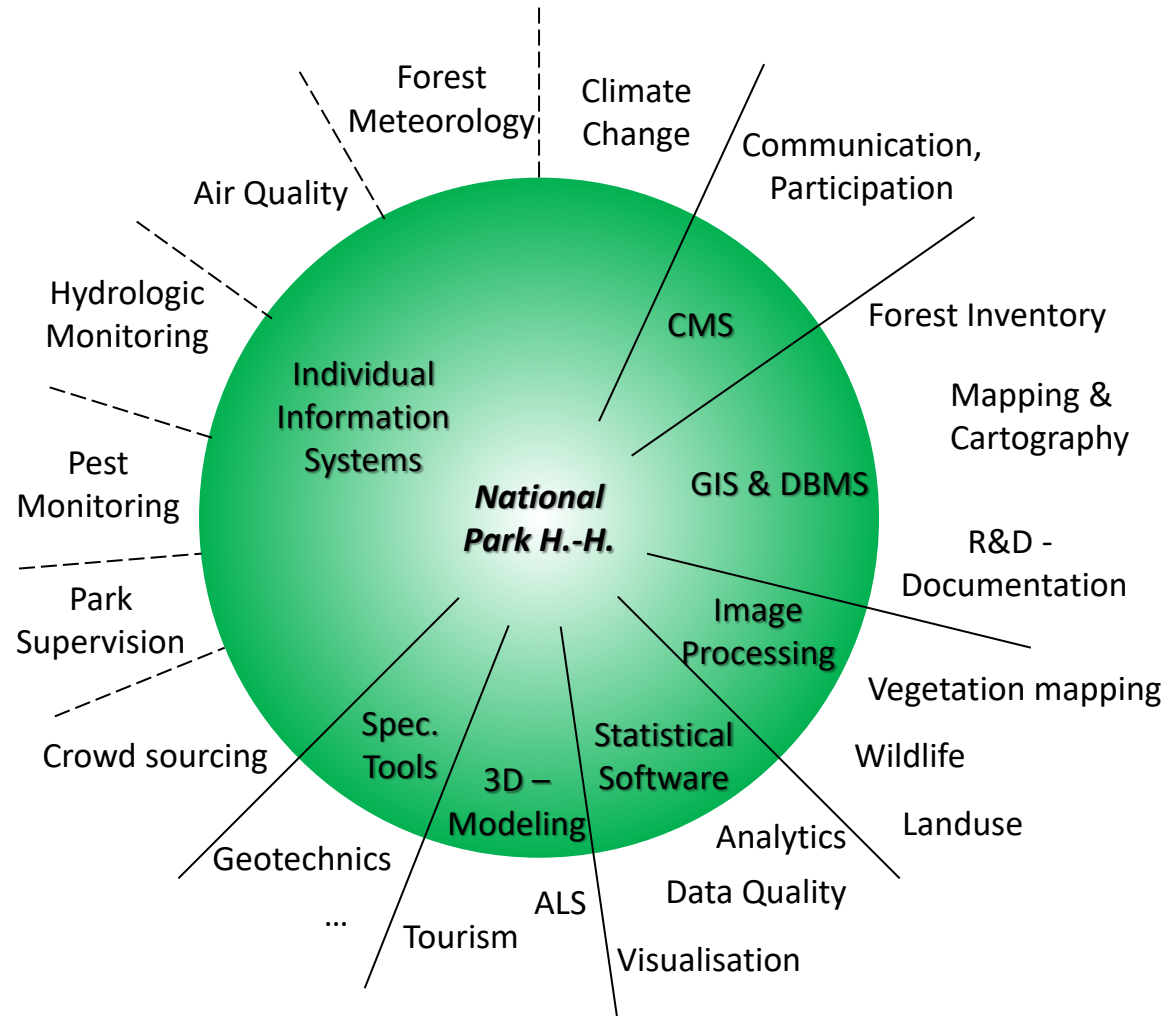 Forest
Meteorology
Climate
Change
Communication,
Participation
Air Quality
Hydrologic
Monitoring
CMS
Forest Inventory
Individual
Information
Systems
Mapping &
Cartography
Pest
Monitoring
National
Park H.-H.
GIS & DBMS
R&D -
Documentation
Park
Supervision
Image
Processing
Vegetation mapping
Crowd sourcing
Spec.
Tools
3D –
Modeling
Statistical
Software
Wildlife
Landuse
Geotechnics
...
Tourism
ALS
Analytics
Data Quality
Visualisation